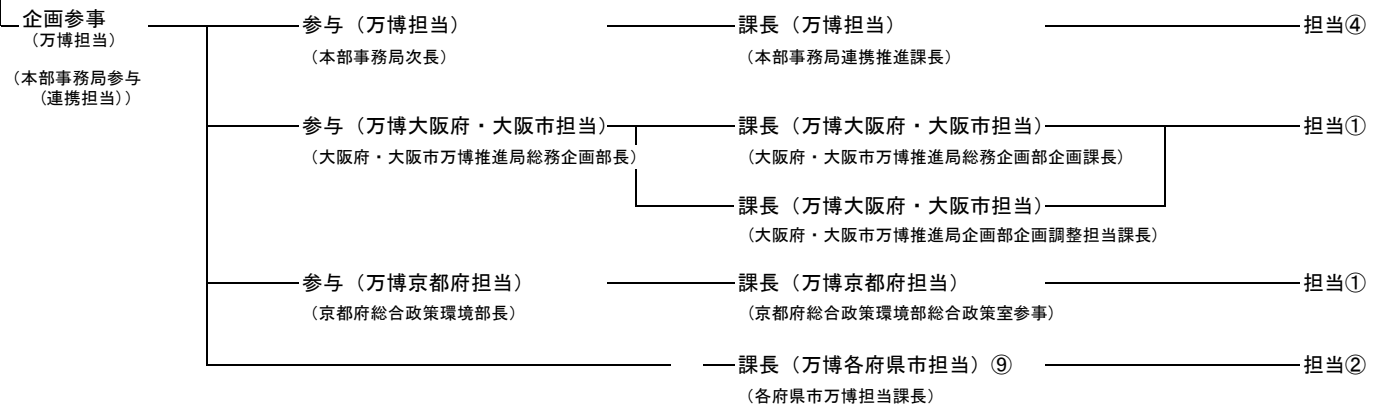 企画参事
（万博担当）
（本部事務局参与
（連携担当））
参与（万博担当）
課長（万博担当）
担当④
（本部事務局次長）
（本部事務局連携推進課長）
参与（万博大阪府・大阪市担当）
課長（万博大阪府・大阪市担当）
担当①
（大阪府・大阪市万博推進局総務企画部長）
（大阪府・大阪市万博推進局総務企画部企画課長）
課長（万博大阪府・大阪市担当）
（大阪府・大阪市万博推進局企画部企画調整担当課長）
参与（万博京都府担当）
課長（万博京都府担当）
担当①
（京都府総合政策環境部長）
（京都府総合政策環境部総合政策室参事）
課長（万博各府県市担当）⑨
担当②
（各府県市万博担当課長）